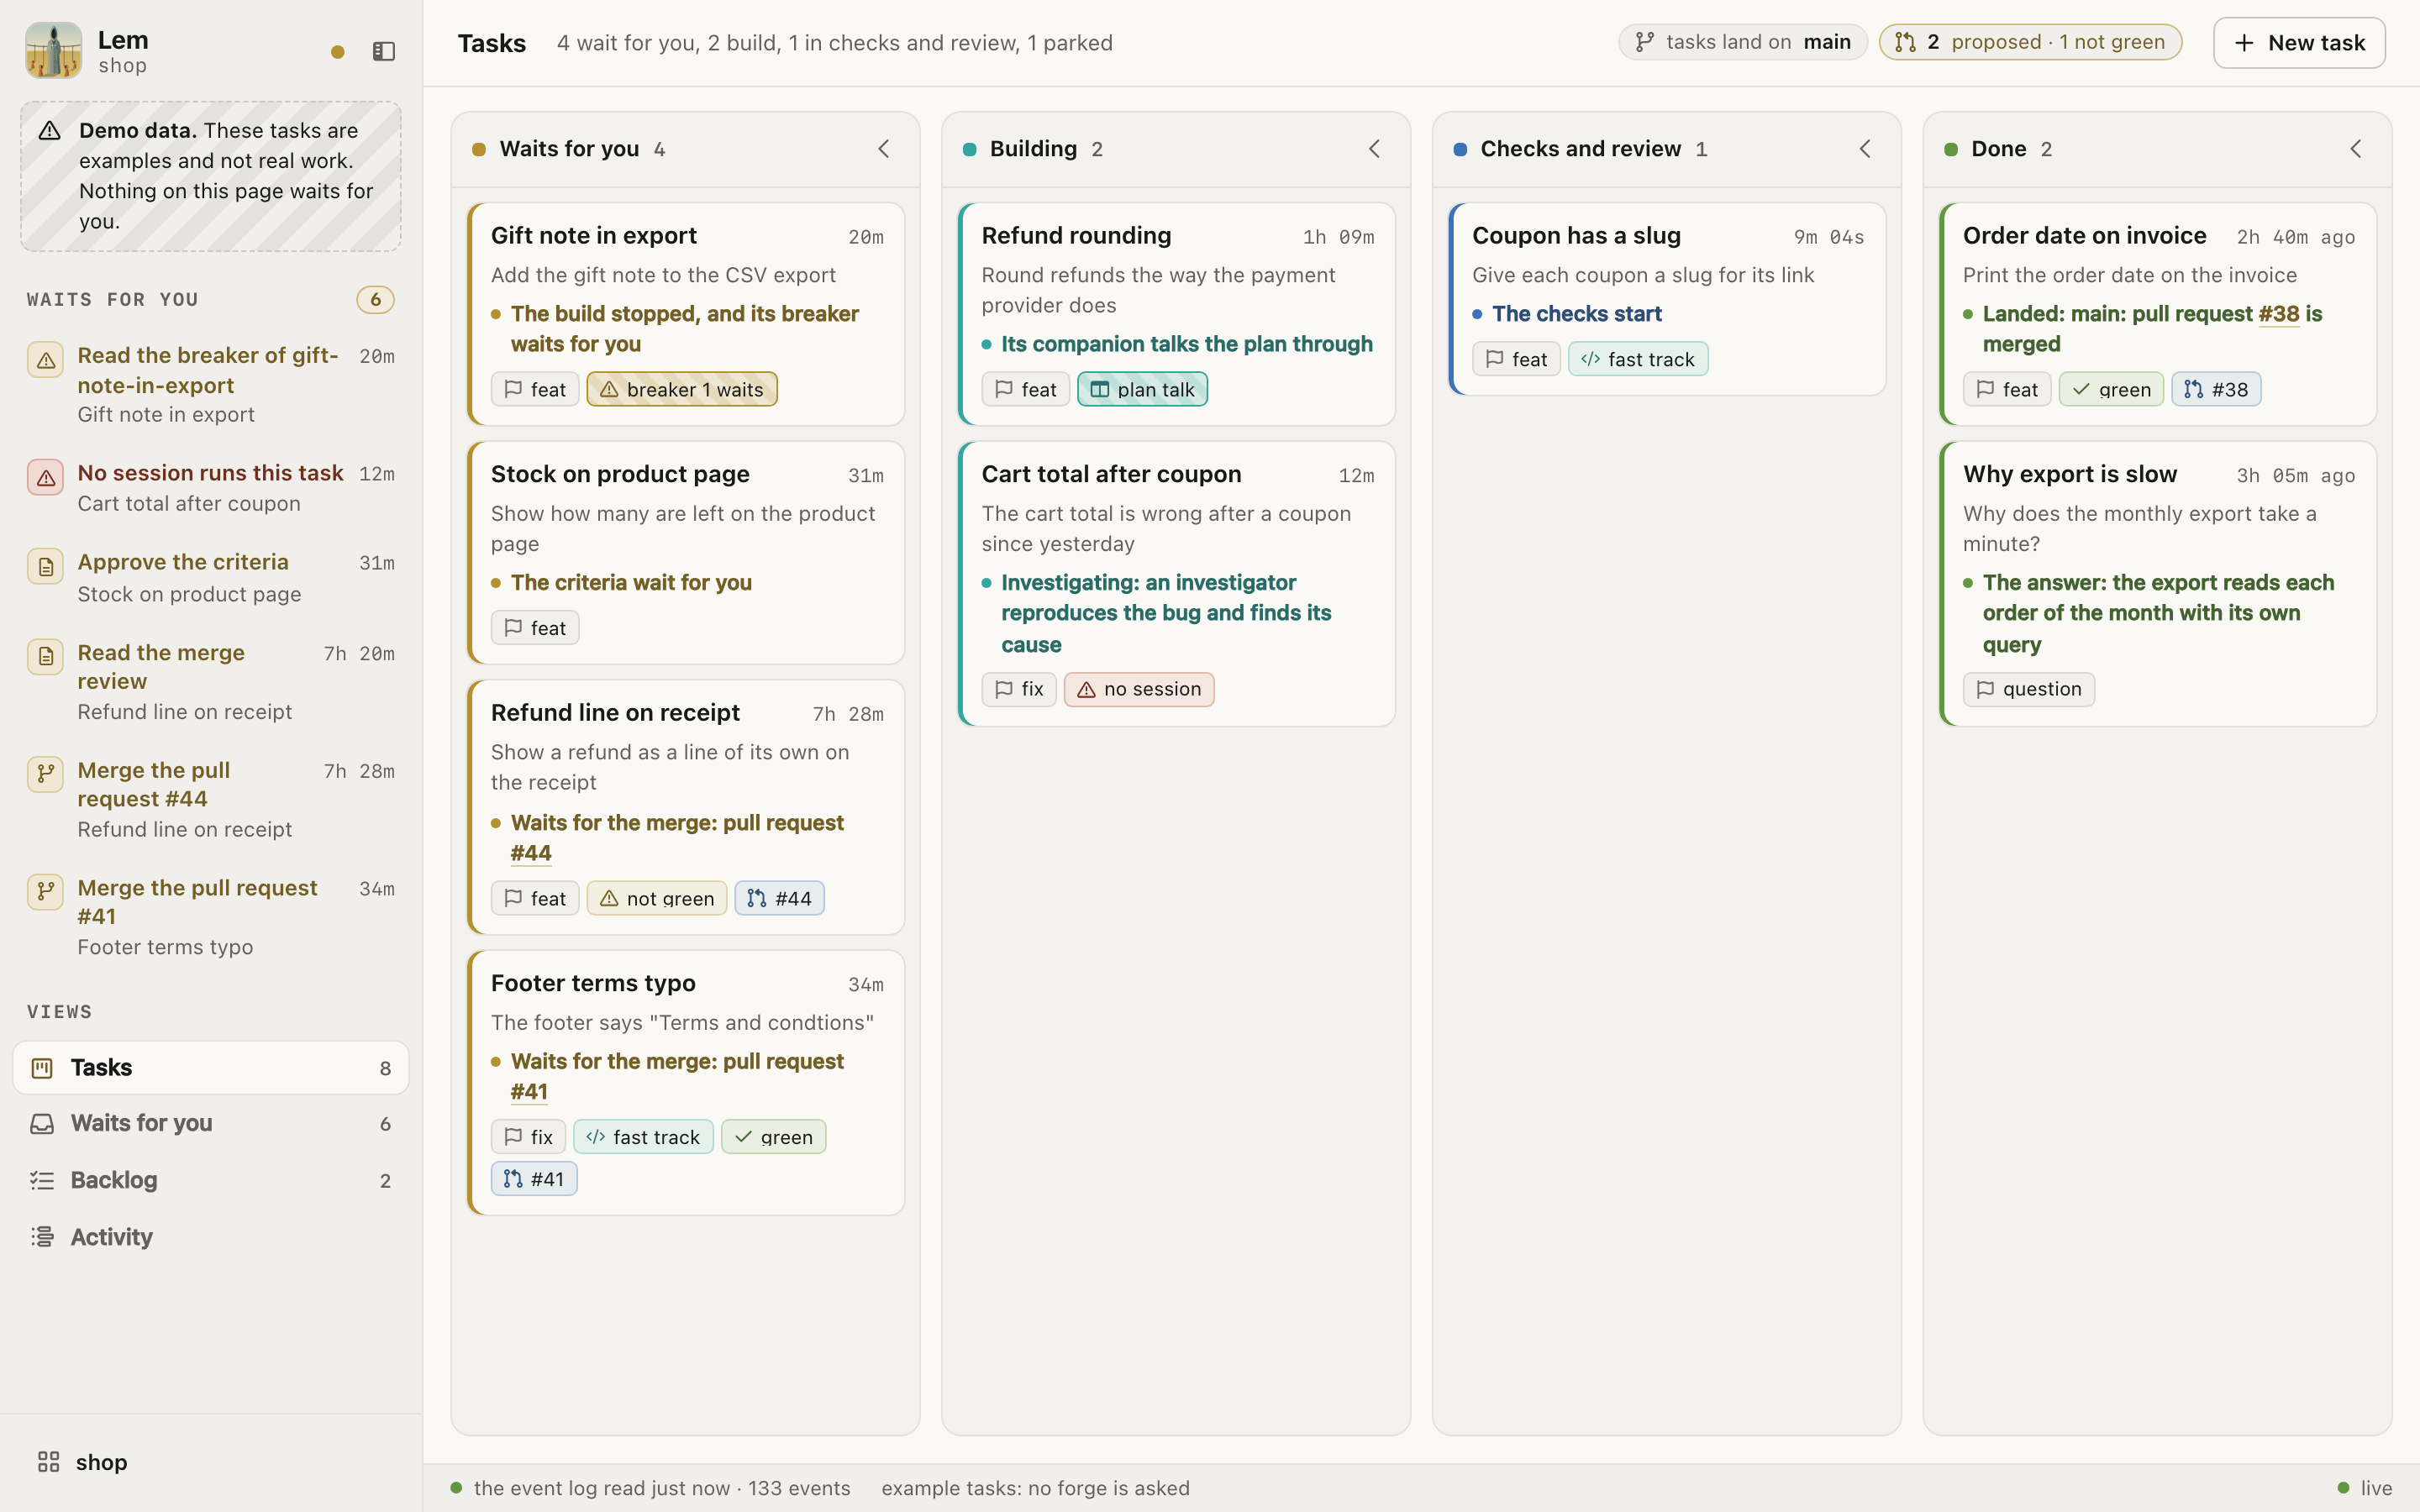 Lem
shop
Demo data. These tasks are
examples and not real work.
Nothing on this page waits for
you.
WAITS FOR YOU 6
Read the breaker of gift- 20m
note-in-export
Gift note in export
No session runs this task 12m
Cart total after coupon
Approve the criteria 31m
Stock on product page
Read the merge 7h 20m
review
Refund line on receipt
Merge the pull 7h 28m
request #44
Refund line on receipt
Merge the pull request 34m
#41
Footer terms typo
VIEWS
Tasks 8
Waits for you 6
Backlog 2
Activity
shop
Tasks 4 wait for you, 2 build, 1 in checks and review, 1 parked
tasks land on main
2 proposed · 1 not green
New task
Waits for you 4
Gift note in export 20m
Add the gift note to the CSV export
The build stopped, and its breaker
waits for you
feat breaker 1 waits
Stock on product page 31m
Show how many are left on the product
page
The criteria wait for you
feat
Refund line on receipt 7h 28m
Show a refund as a line of its own on
the receipt
Waits for the merge: pull request
#44
feat not green #44
Footer terms typo 34m
The footer says "Terms and condtions"
Waits for the merge: pull request
#41
fix fast track green
#41
Building 2
Refund rounding 1h 09m
Round refunds the way the payment
provider does
Its companion talks the plan through
feat plan talk
Cart total after coupon 12m
The cart total is wrong after a coupon
since yesterday
Investigating: an investigator
reproduces the bug and finds its
cause
fix no session
Checks and review 1
Coupon has a slug 9m 04s
Give each coupon a slug for its link
The checks start
feat fast track
Done 2
Order date on invoice 2h 40m ago
Print the order date on the invoice
Landed: main: pull request #38 is
merged
feat green #38
Why export is slow 3h 05m ago
Why does the monthly export take a
minute?
The answer: the export reads each
order of the month with its own
query
question
the event log read just now · 133 events example tasks: no forge is asked
live